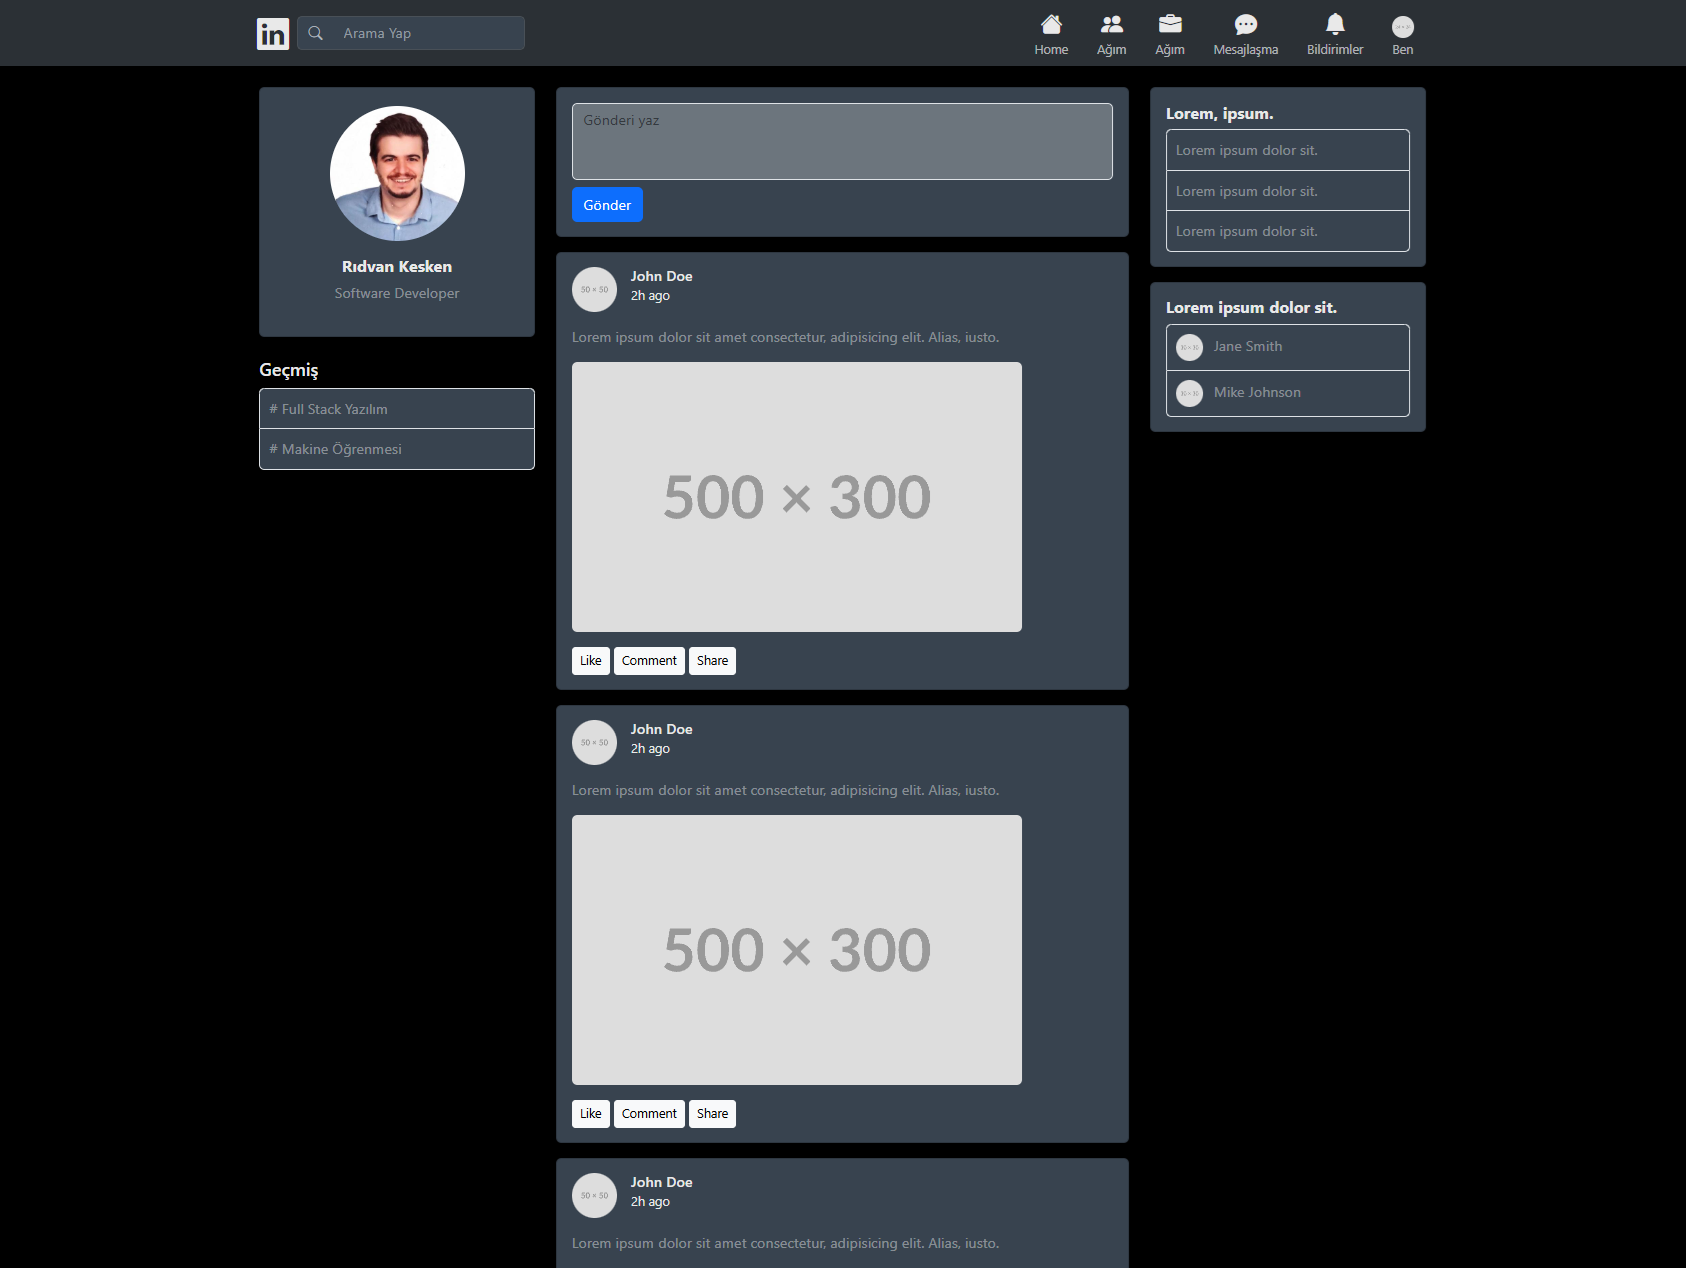 in
Arama Yap
Home
Ağım
Ağım
Mesajlaşma
Bildirimler
Ben
Rıdvan Kesken
Software Developer
Geçmiş
# Full Stack Yazılım
# Makine Öğrenmesi
Gönderi yaz
Gönder
50 × 50
John Doe
2h ago
Lorem ipsum dolor sit amet consectetur, adipisicing elit. Alias, iusto.
500 × 300
Like
Comment
Share
50 × 50
John Doe
2h ago
Lorem ipsum dolor sit amet consectetur, adipisicing elit. Alias, iusto.
500 × 300
Like
Comment
Share
50 × 50
John Doe
2h ago
Lorem ipsum dolor sit amet consectetur, adipisicing elit. Alias, iusto.
Lorem, ipsum.
Lorem ipsum dolor sit.
Lorem ipsum dolor sit.
Lorem ipsum dolor sit.
Lorem ipsum dolor sit.
Jane Smith
Mike Johnson